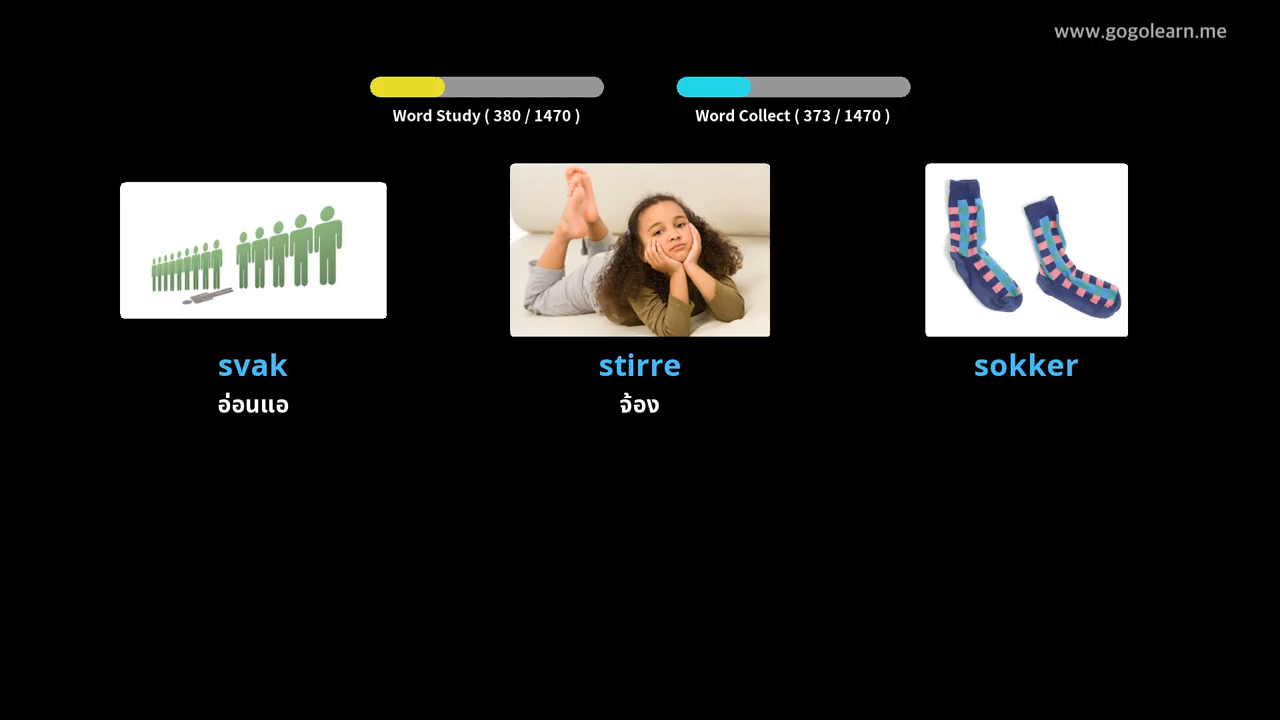 www.gogolearn.me
Word Study ( 380 / 1470 )
Word Collect ( 373 / 1470 )
svak
อ่อนแอ
stirre
จ้อง
sokker